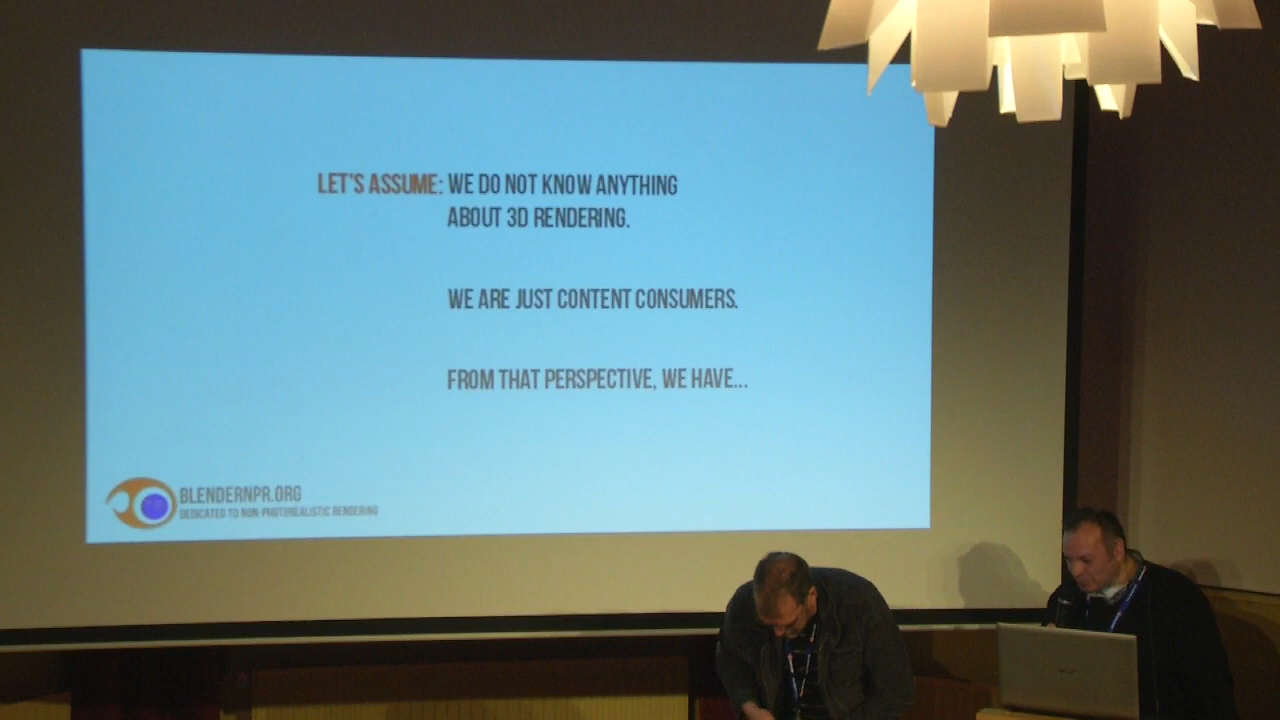 LET'S ASSUME: WE DO NOT KNOW ANYTHING
ABOUT 3D RENDERING.
WE ARE JUST CONTENT CONSUMERS.
FROM THAT PERSPECTIVE, WE HAVE...
BLENDERNPR.ORG
DEDICATED TO NON-PHOTOREALISTIC RENDERING
acer